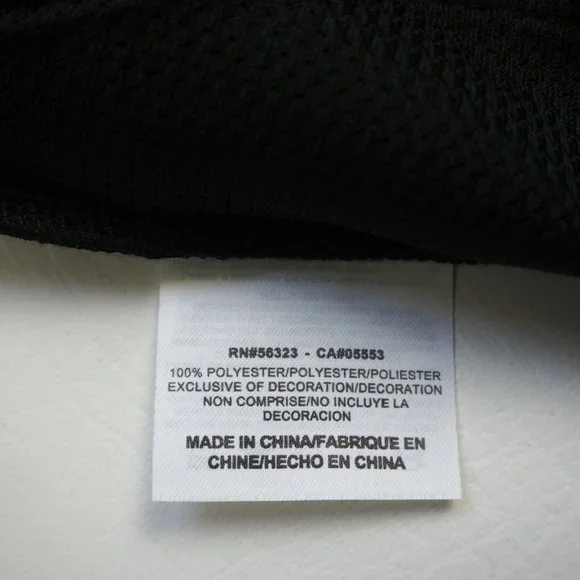 RN#56323 - CA#05553
100% POLYESTER/POLYESTER/POLIESTER
EXCLUSIVE OF DECORATION/DECORATION
NON COMPRISE/NO INCLUYE LA
DECORACION
MADE IN CHINA/FABRIQUE EN
CHINE/HECHO EN CHINA